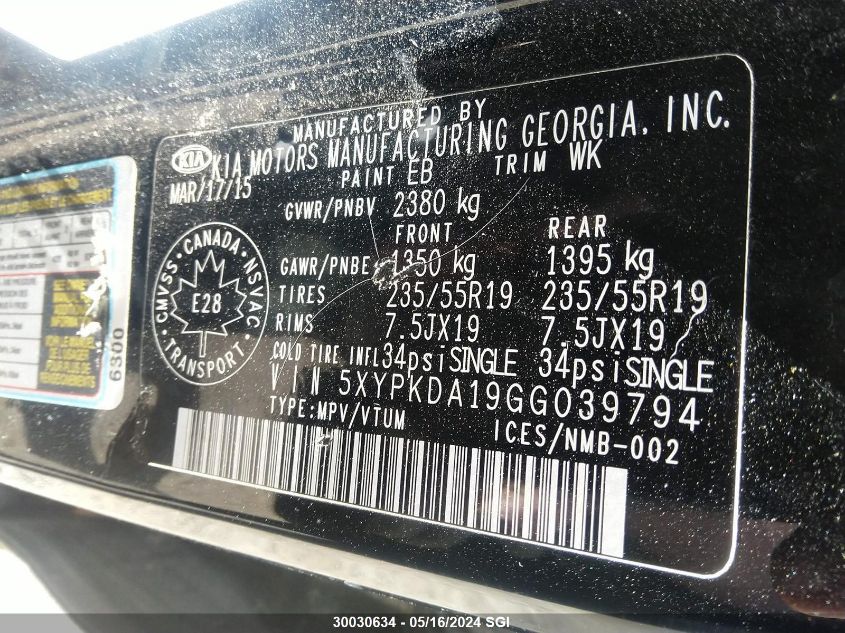 MANUFACTURED BY
KIA KIA MOTORS MANUFACTURING GEORGIA, INC.
MAR/17/15 PAINT EB TRIM WK
GVWR/PNBV 2380 kg
FRONT REAR
GAWR/PNBE 1350 kg 1395 kg
TIRES 235/55R19 235/55R19
RIMS 7.5JX19 7.5JX19
COLD TIRE INFL 34psi SINGLE 34psi SINGLE
VIN 5XYPKDA19GG039794
TYPE:MPV/VTUM ICES/NMB-002
CANADA
CMVSS NSVAC
E28
TRANSPORT
6300
30030634 - 05/16/2024 SGI